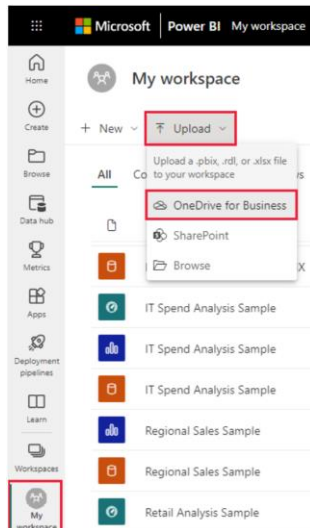 Microsoft Power BI My workspace
Home
My workspace
Create
+ New Upload
Browse
Upload a .pbix, .rdl, or .xlsx file
to your workspace
All
OneDrive for Business
Data hub
SharePoint
Metrics
Browse
Apps
IT Spend Analysis Sample
Deployment
pipelines
IT Spend Analysis Sample
Learn
IT Spend Analysis Sample
Regional Sales Sample
Workspaces
Regional Sales Sample
My
workspace
Retail Analysis Sample